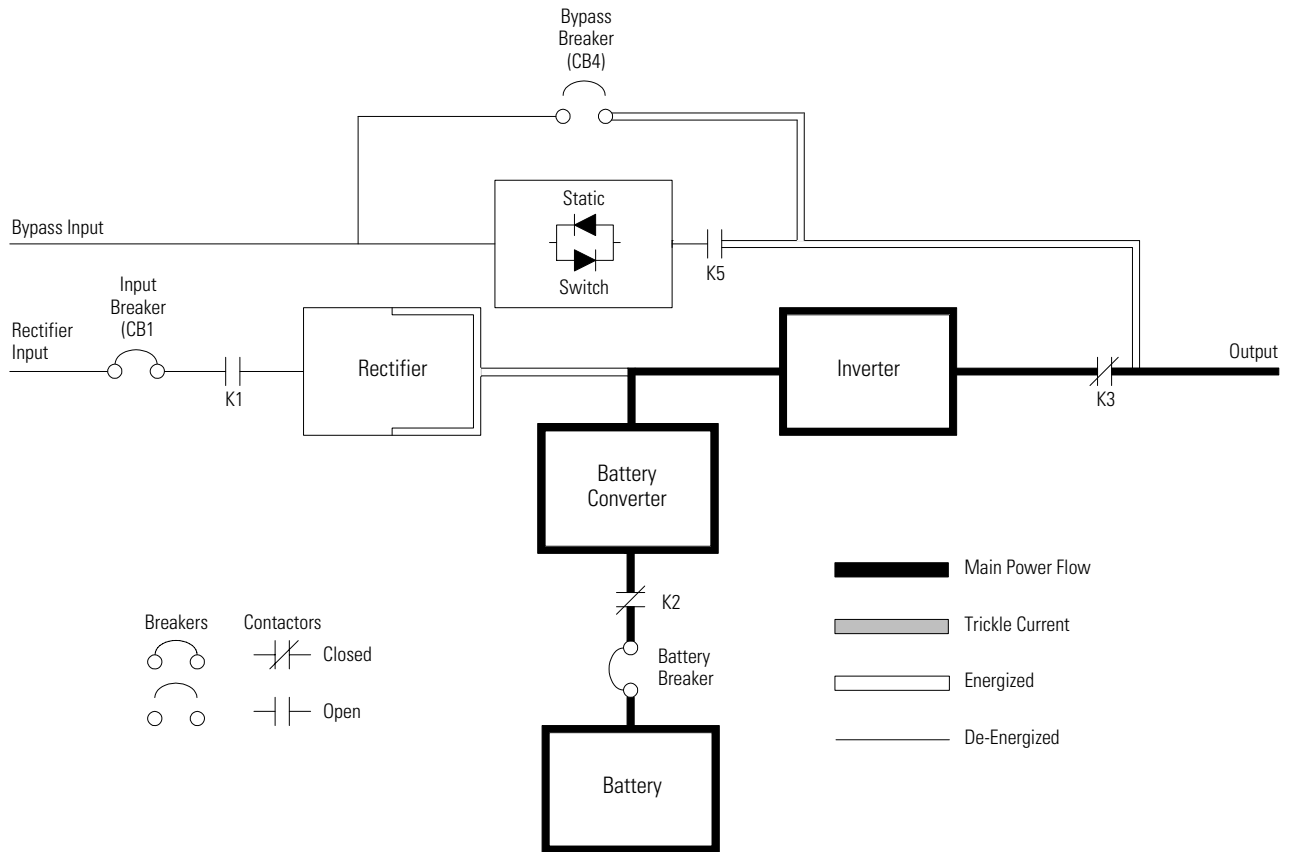 Bypass
Breaker
(CB4)
Static
Switch
Bypass Input
K5
Input
Breaker
(CB1
Rectifier
Input
K1
Rectifier
Inverter
K3
Output
Battery
Converter
K2
Battery
Breaker
Battery
Breakers
Contactors
Closed
Open
Main Power Flow
Trickle Current
Energized
De-Energized